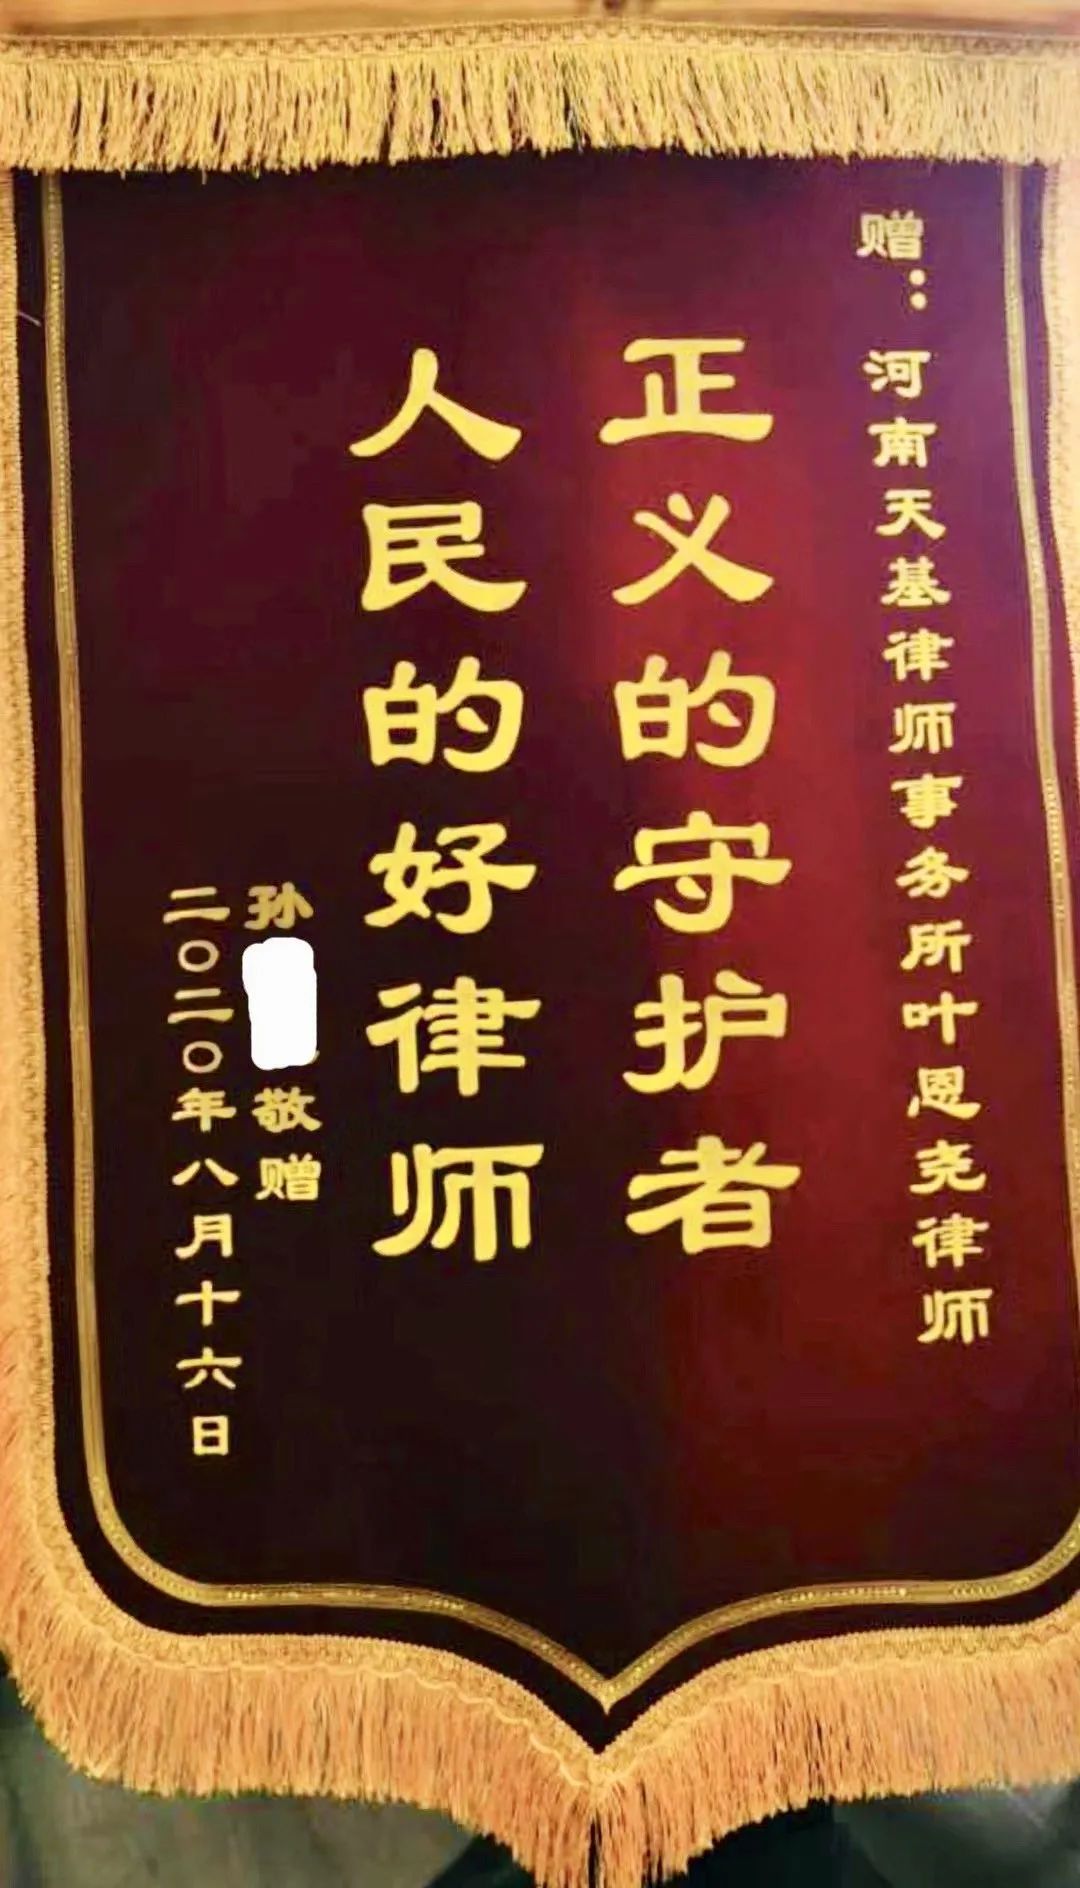 赠：河南天基律师事务所叶恩尧律师
正义的守护者
人民的好律师
孙 敬赠
二〇二〇年八月十六日